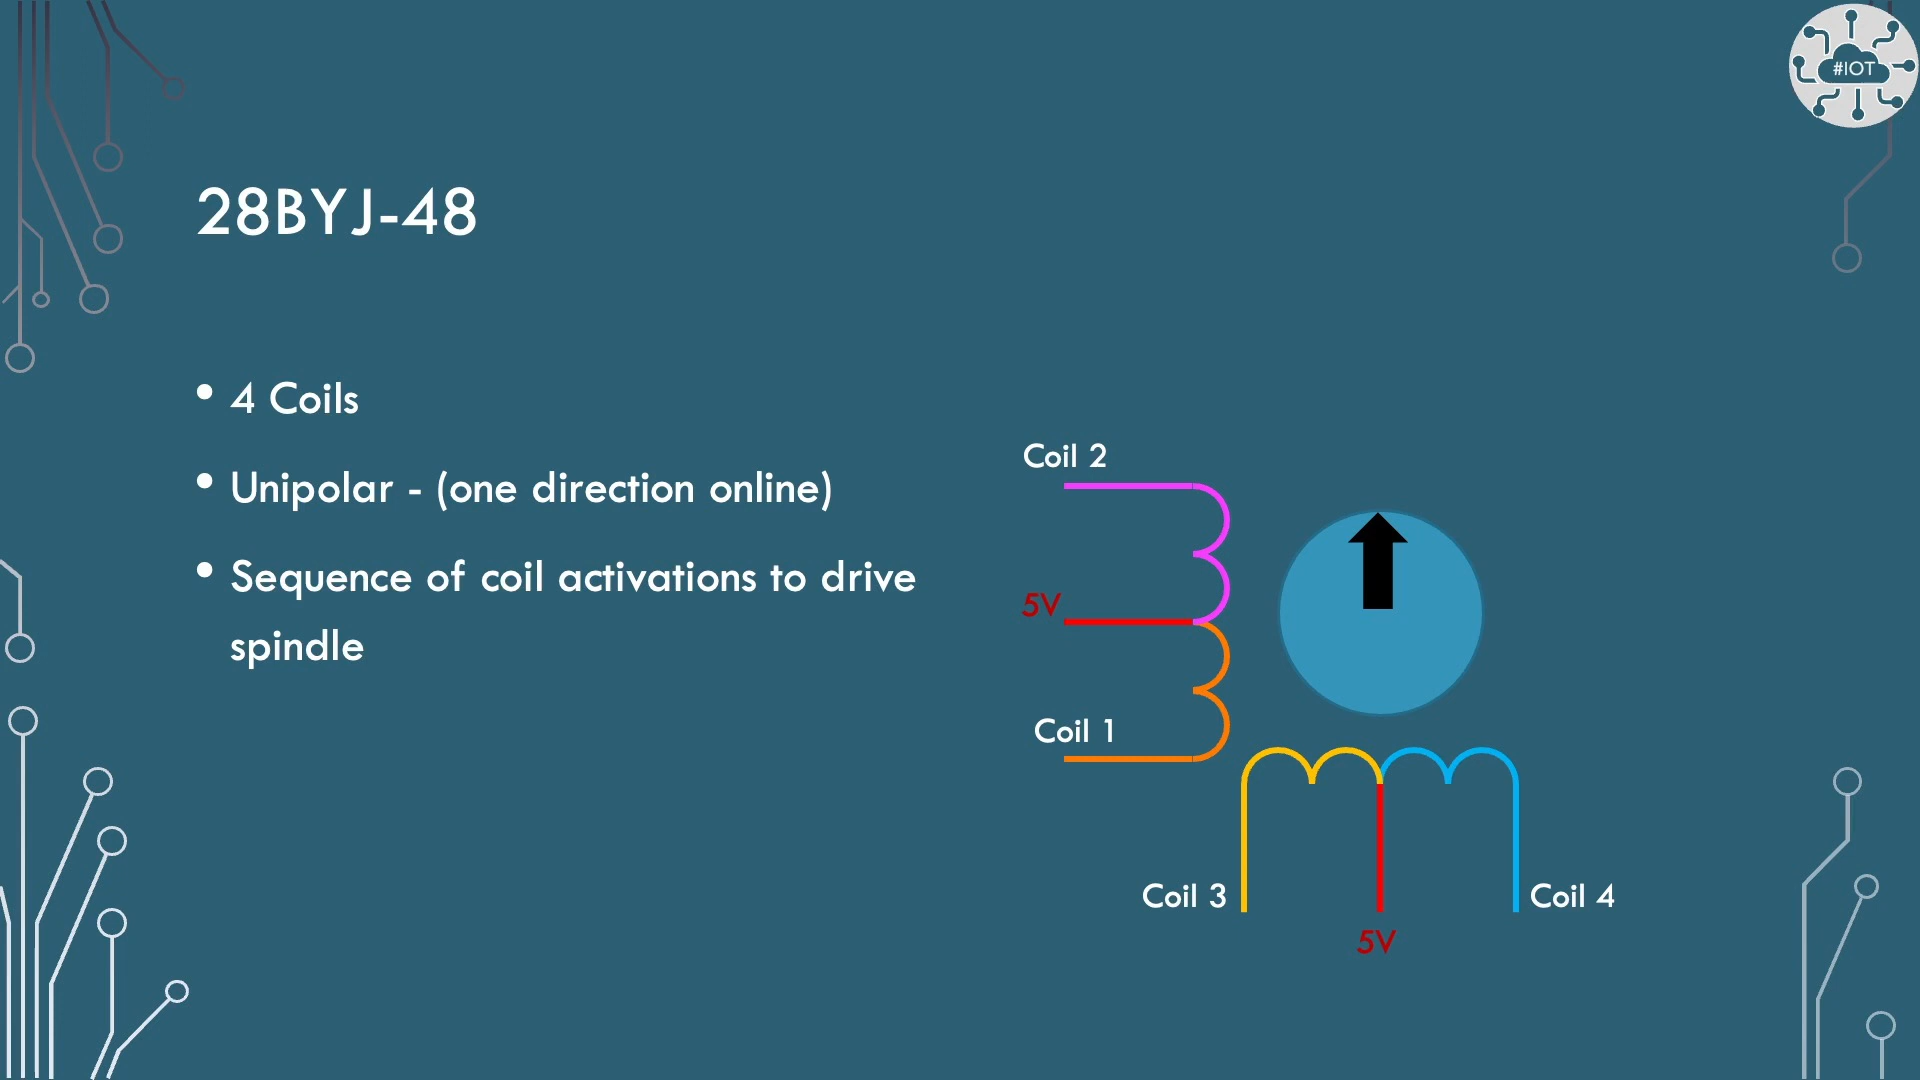 #IOT
28BYJ-48
• 4 Coils
• Unipolar - (one direction online)
• Sequence of coil activations to drive
spindle
Coil 2
5V
Coil 1
Coil 3
Coil 4
5V